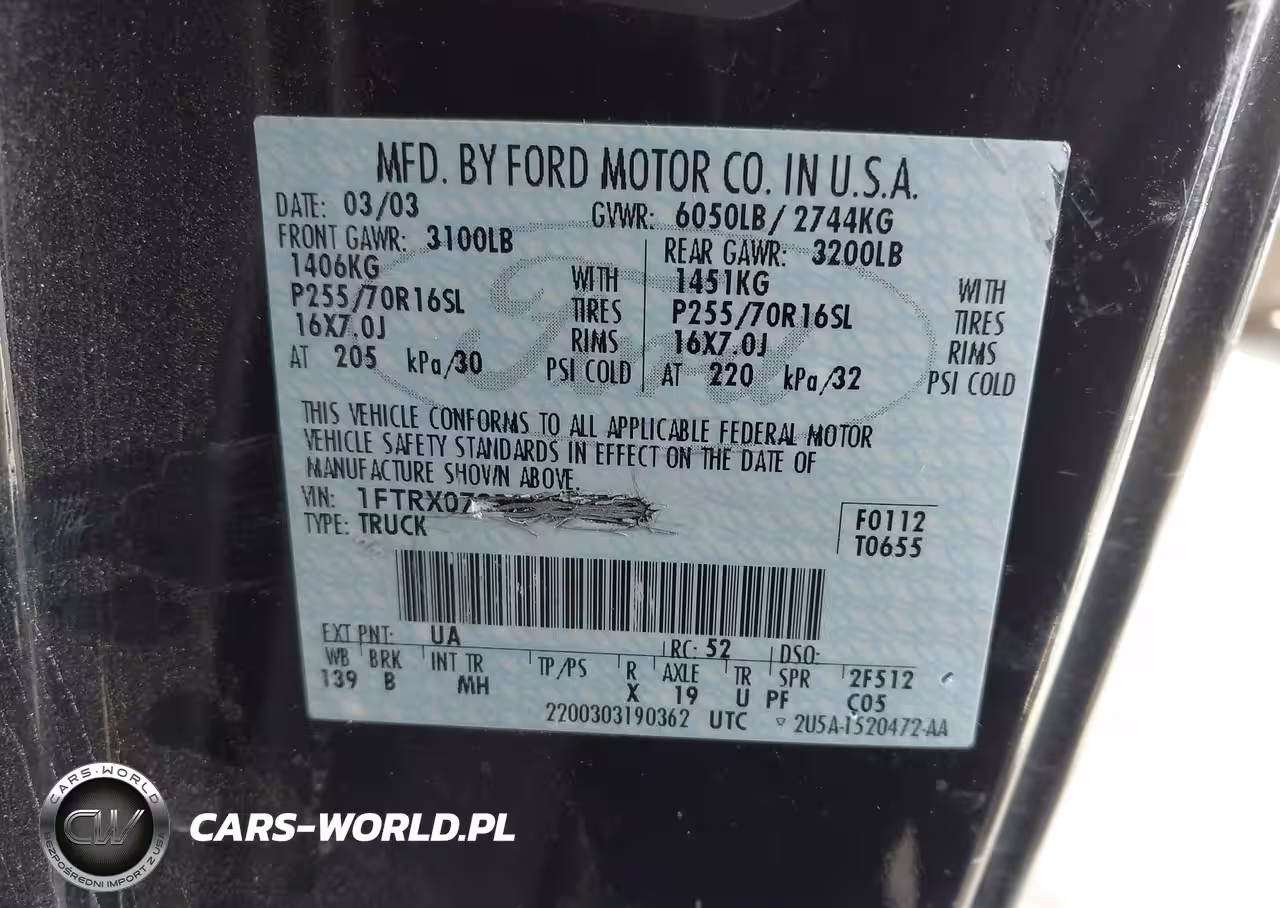 MFD. BY FORD MOTOR CO. IN U.S.A.
DATE: 03/03 GVWR: 6050LB/ 2744KG
FRONT GAWR: 3100LB REAR GAWR: 3200LB
1406KG WITH 1451KG WITH
P255/70R16SL TIRES P255/70R16SL TIRES
16X7.0J RIMS 16X7.0J RIMS
AT 205 kPa/30 PSI COLD AT 220 kPa/32 PSI COLD
THIS VEHICLE CONFORMS TO ALL APPLICABLE FEDERAL MOTOR
VEHICLE SAFETY STANDARDS IN EFFECT ON THE DATE OF
MANUFACTURE SHOWN ABOVE.
VIN: 1FTRX07
TYPE: TRUCK
F0112
T0655
EXT PNT: UA RC: 52 DSO:
WB BRK INT TR TP/PS R AXLE TR SPR 2F512
139 B MH X 19 U PF C05
2200303190362 UTC ▽ 2U5A-1520472-AA
Ford
CARS-WORLD
CW
BEZPOŚREDNI IMPORT Z USA
CARS-WORLD.PL